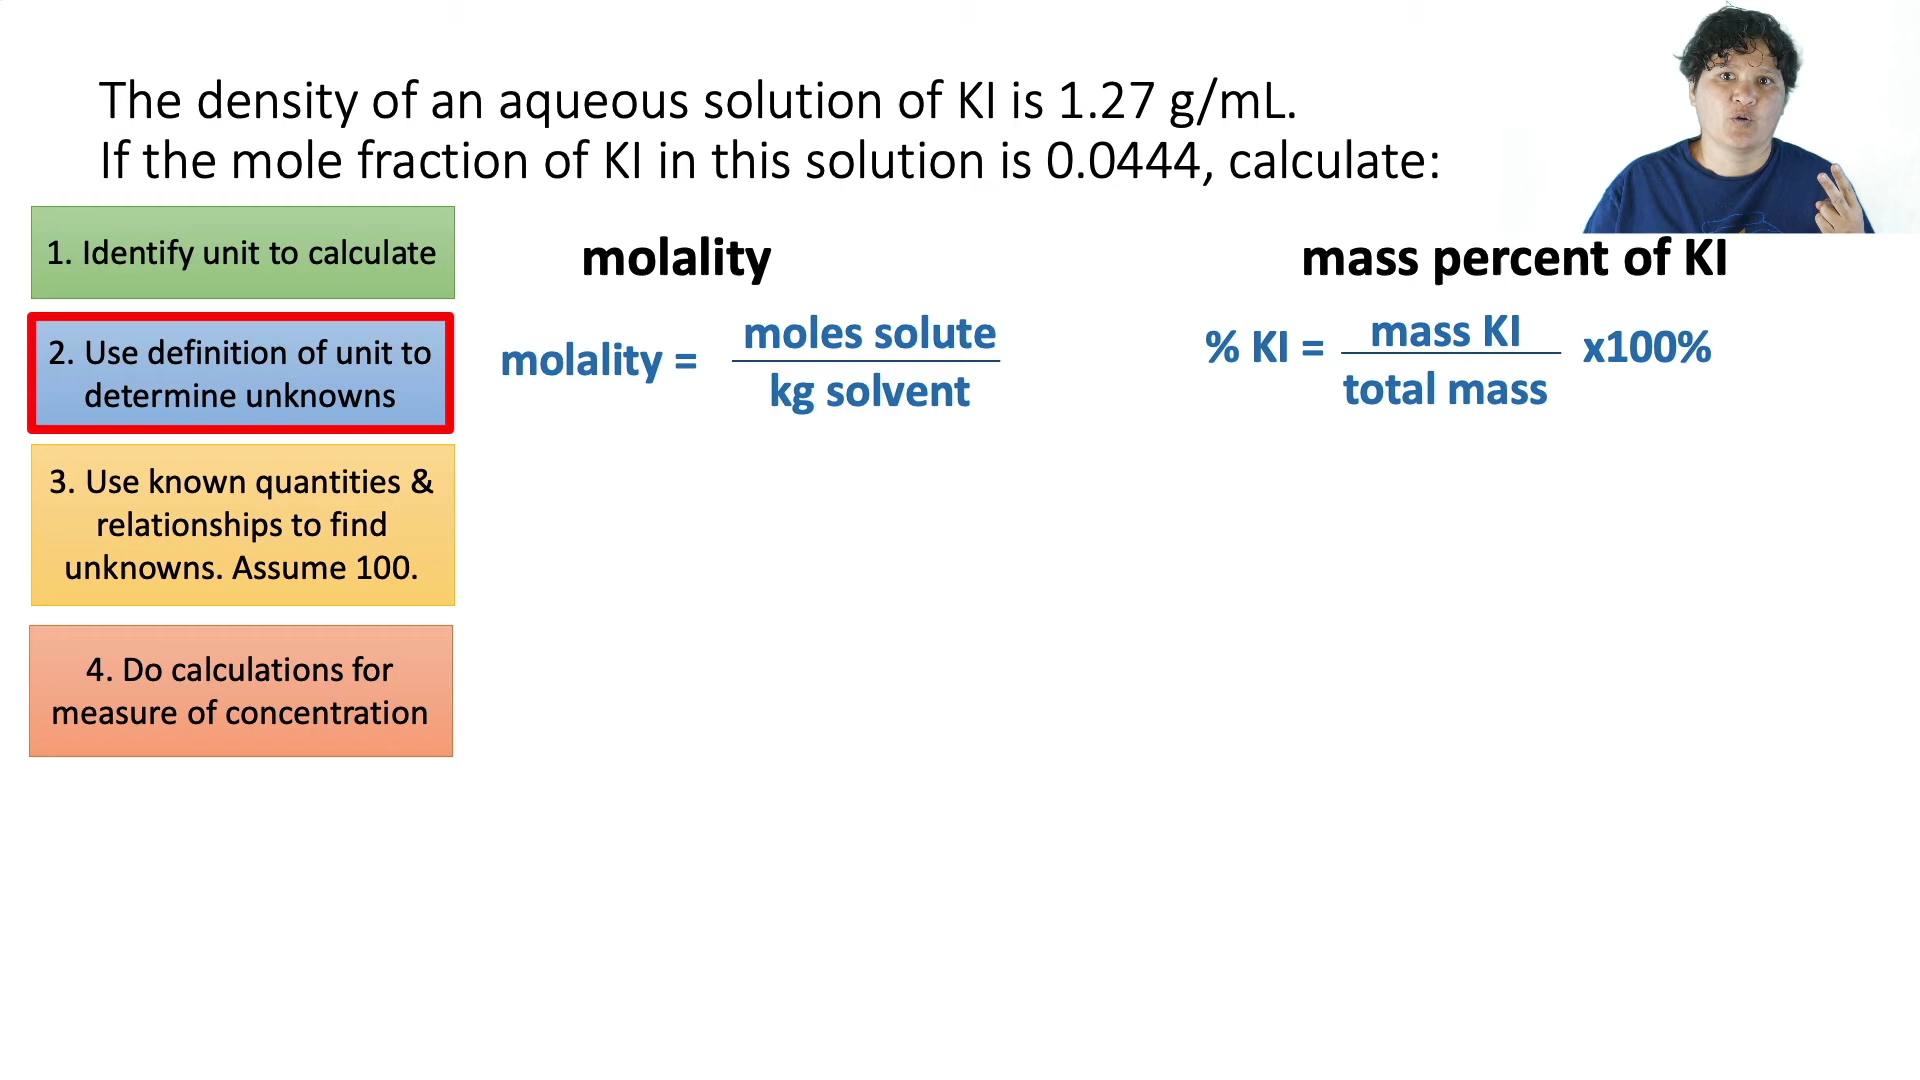 The density of an aqueous solution of KI is 1.27 g/mL.
If the mole fraction of KI in this solution is 0.0444, calculate:
1. Identify unit to calculate
2. Use definition of unit to
determine unknowns
3. Use known quantities &
relationships to find
unknowns. Assume 100.
4. Do calculations for
measure of concentration
molality
molality =
moles solute
kg solvent
mass percent of KI
% KI =
mass KI
total mass
x100%